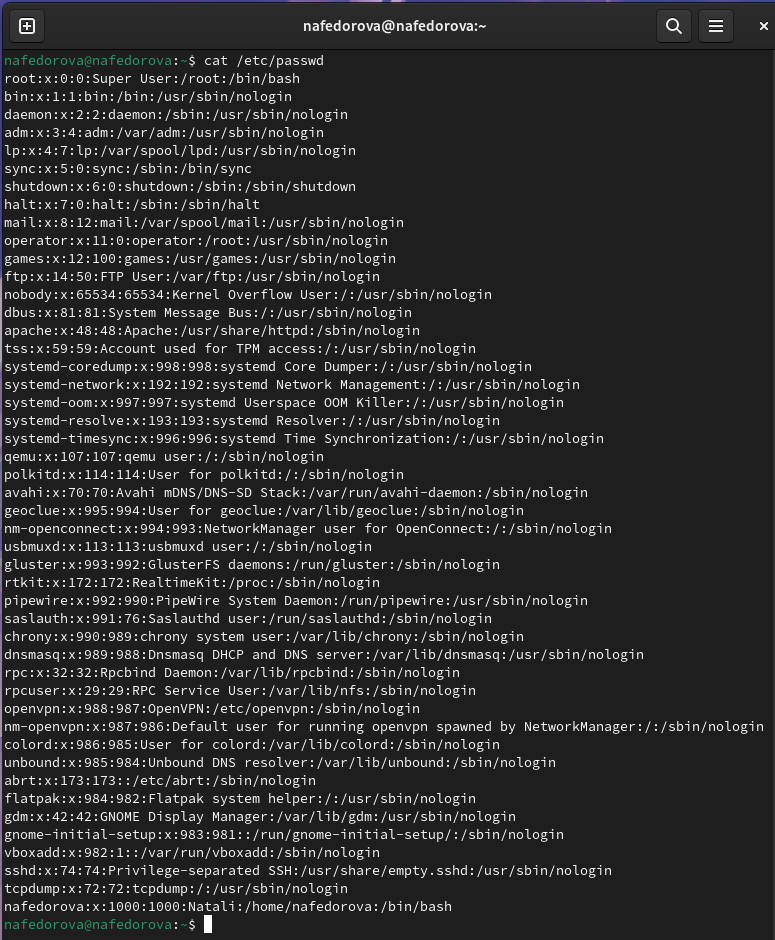 nafedorova@nafedorova:~
nafedorova@nafedorova:~$ cat /etc/passwd
root:x:0:0:Super User:/root:/bin/bash
bin:x:1:1:bin:/bin:/usr/sbin/nologin
daemon:x:2:2:daemon:/sbin:/usr/sbin/nologin
adm:x:3:4:adm:/var/adm:/usr/sbin/nologin
lp:x:4:7:lp:/var/spool/lpd:/usr/sbin/nologin
sync:x:5:0:sync:/sbin:/bin/sync
shutdown:x:6:0:shutdown:/sbin:/sbin/shutdown
halt:x:7:0:halt:/sbin:/sbin/halt
mail:x:8:12:mail:/var/spool/mail:/usr/sbin/nologin
operator:x:11:0:operator:/root:/usr/sbin/nologin
games:x:12:100:games:/usr/games:/usr/sbin/nologin
ftp:x:14:50:FTP User:/var/ftp:/usr/sbin/nologin
nobody:x:65534:65534:Kernel Overflow User:/:/usr/sbin/nologin
dbus:x:81:81:System Message Bus:/:/usr/sbin/nologin
apache:x:48:48:Apache:/usr/share/httpd:/sbin/nologin
tss:x:59:59:Account used for TPM access:/:/usr/sbin/nologin
systemd-coredump:x:998:998:systemd Core Dumper:/:/usr/sbin/nologin
systemd-network:x:192:192:systemd Network Management:/:/usr/sbin/nologin
systemd-oom:x:997:997:systemd Userspace OOM Killer:/:/usr/sbin/nologin
systemd-resolve:x:193:193:systemd Resolver:/:/usr/sbin/nologin
systemd-timesync:x:996:996:systemd Time Synchronization:/:/usr/sbin/nologin
qemu:x:107:107:qemu user:/:/sbin/nologin
polkitd:x:114:114:User for polkitd:/:/sbin/nologin
avahi:x:70:70:Avahi mDNS/DNS-SD Stack:/var/run/avahi-daemon:/sbin/nologin
geoclue:x:995:994:User for geoclue:/var/lib/geoclue:/sbin/nologin
nm-openconnect:x:994:993:NetworkManager user for OpenConnect:/:/sbin/nologin
usbmuxd:x:113:113:usbmuxd user:/:/sbin/nologin
gluster:x:993:992:GlusterFS daemons:/run/gluster:/sbin/nologin
rtkit:x:172:172:RealtimeKit:/proc:/sbin/nologin
pipewire:x:992:990:PipeWire System Daemon:/run/pipewire:/usr/sbin/nologin
saslauth:x:991:76:Saslauthd user:/run/saslauthd:/sbin/nologin
chrony:x:990:989:chrony system user:/var/lib/chrony:/sbin/nologin
dnsmasq:x:989:988:Dnsmasq DHCP and DNS server:/var/lib/dnsmasq:/usr/sbin/nologin
rpc:x:32:32:Rpcbind Daemon:/var/lib/rpcbind:/sbin/nologin
rpcuser:x:29:29:RPC Service User:/var/lib/nfs:/sbin/nologin
openvpn:x:988:987:OpenVPN:/etc/openvpn:/sbin/nologin
nm-openvpn:x:987:986:Default user for running openvpn spawned by NetworkManager:/:/sbin/nologin
colord:x:986:985:User for colord:/var/lib/colord:/sbin/nologin
unbound:x:985:984:Unbound DNS resolver:/var/lib/unbound:/sbin/nologin
abrt:x:173:173::/etc/abrt:/sbin/nologin
flatpak:x:984:982:Flatpak system helper:/:/usr/sbin/nologin
gdm:x:42:42:GNOME Display Manager:/var/lib/gdm:/usr/sbin/nologin
gnome-initial-setup:x:983:981::/run/gnome-initial-setup/:/sbin/nologin
vboxadd:x:982:1::/var/run/vboxadd:/sbin/nologin
sshd:x:74:74:Privilege-separated SSH:/usr/share/empty.sshd:/usr/sbin/nologin
tcpdump:x:72:72:tcpdump:/:/usr/sbin/nologin
nafedorova:x:1000:1000:Natali:/home/nafedorova:/bin/bash
nafedorova@nafedorova:~$